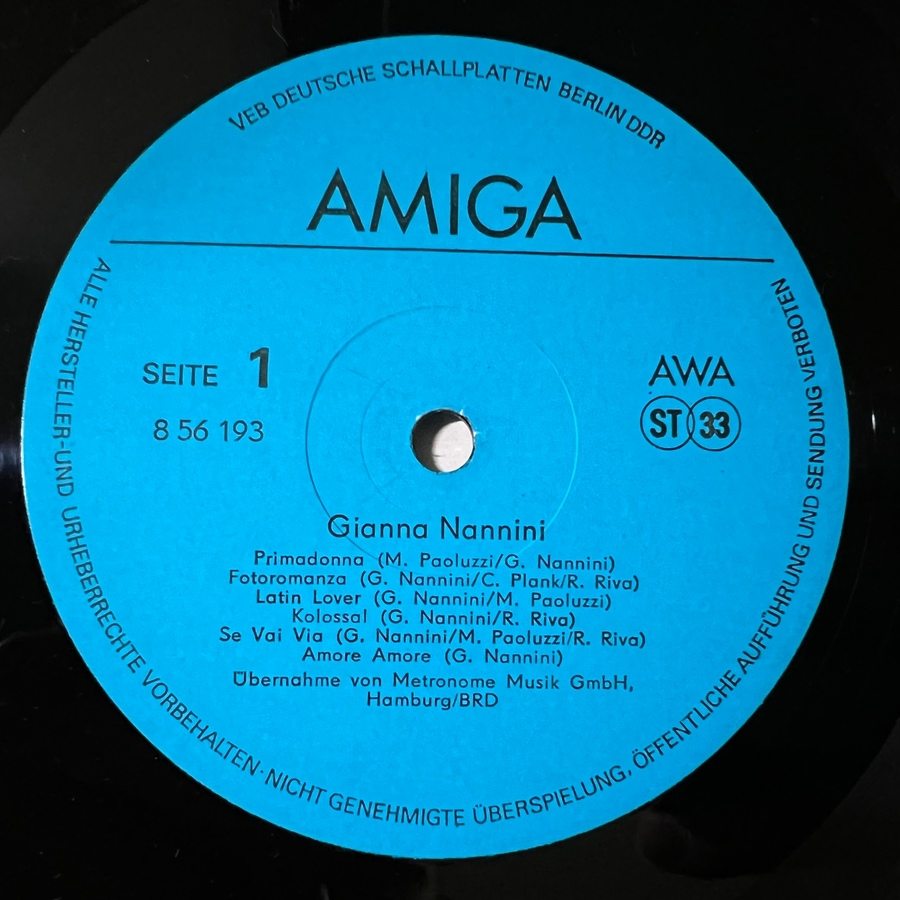 VEB DEUTSCHE SCHALLPLATTEN BERLIN DDR
AMIGA
SEITE 1
8 56 193
AWA
ST 33
Gianna Nannini
Primadonna (M. Paoluzzi/G. Nannini)
Fotoromanza (G. Nannini/C. Plank/R. Riva)
Latin Lover (G. Nannini/M. Paoluzzi)
Kolossal (G. Nannini/R. Riva)
Se Vai Via (G. Nannini/M. Paoluzzi/R. Riva)
Amore Amore (G. Nannini)
Übernahme von Metronome Musik GmbH,
Hamburg/BRD
ALLE HERSTELLER-UND URHEBERRECHTE VORBEHALTEN·NICHT GENEHMIGTE ÜBERSPIELUNG, ÖFFENTLICHE AUFFÜHRUNG UND SENDUNG VERBOTEN